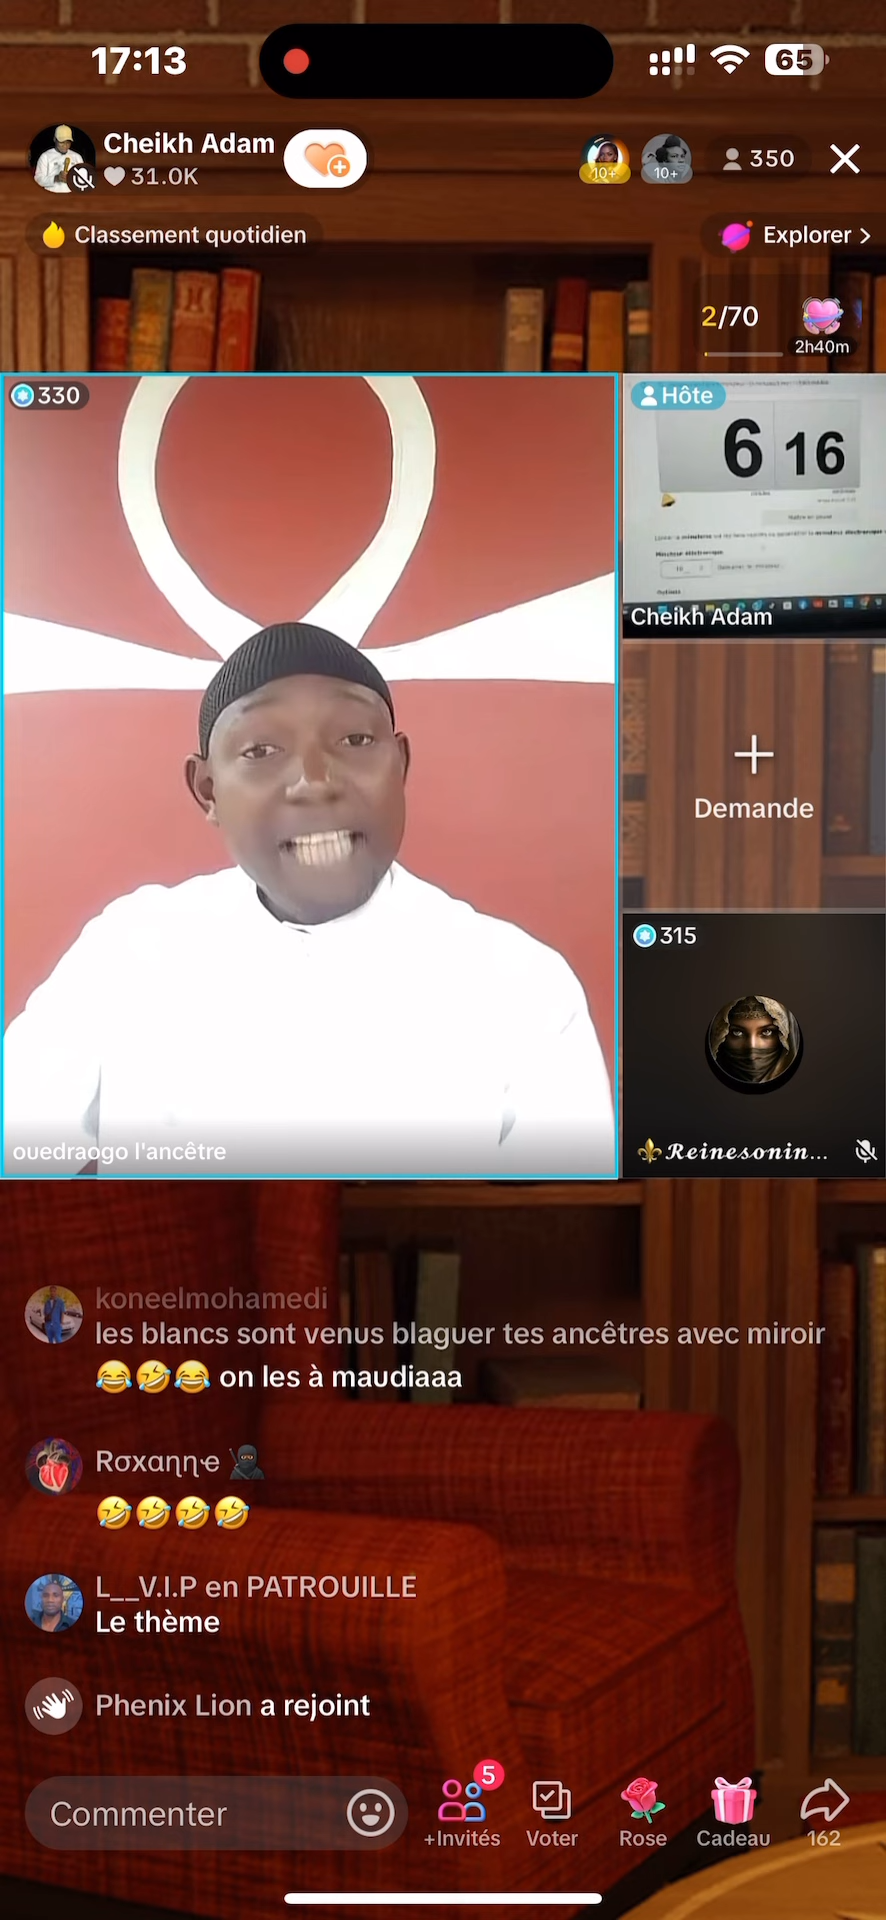 17:13
65
Cheikh Adam
31.0K
10+
10+
350
Classement quotidien
Explorer >
2/70
2h40m
330
Hôte
6 16
Cheikh Adam
+
Demande
315
ouedraogo l'ancêtre
⚜️𝓡𝓮𝓲𝓷𝓮𝓼𝓸𝓷𝓲𝓷...
koneelmohamedi
les blancs sont venus blaguer tes ancêtres avec miroir
😂🤣😂 on les à maudiaaa
Rσxαηηҽ 🥷🏿
🤣🤣🤣🤣
L__V.I.P en PATROUILLE
Le thème
Phenix Lion a rejoint
Commenter
5
+Invités
Voter
Rose
Cadeau
162